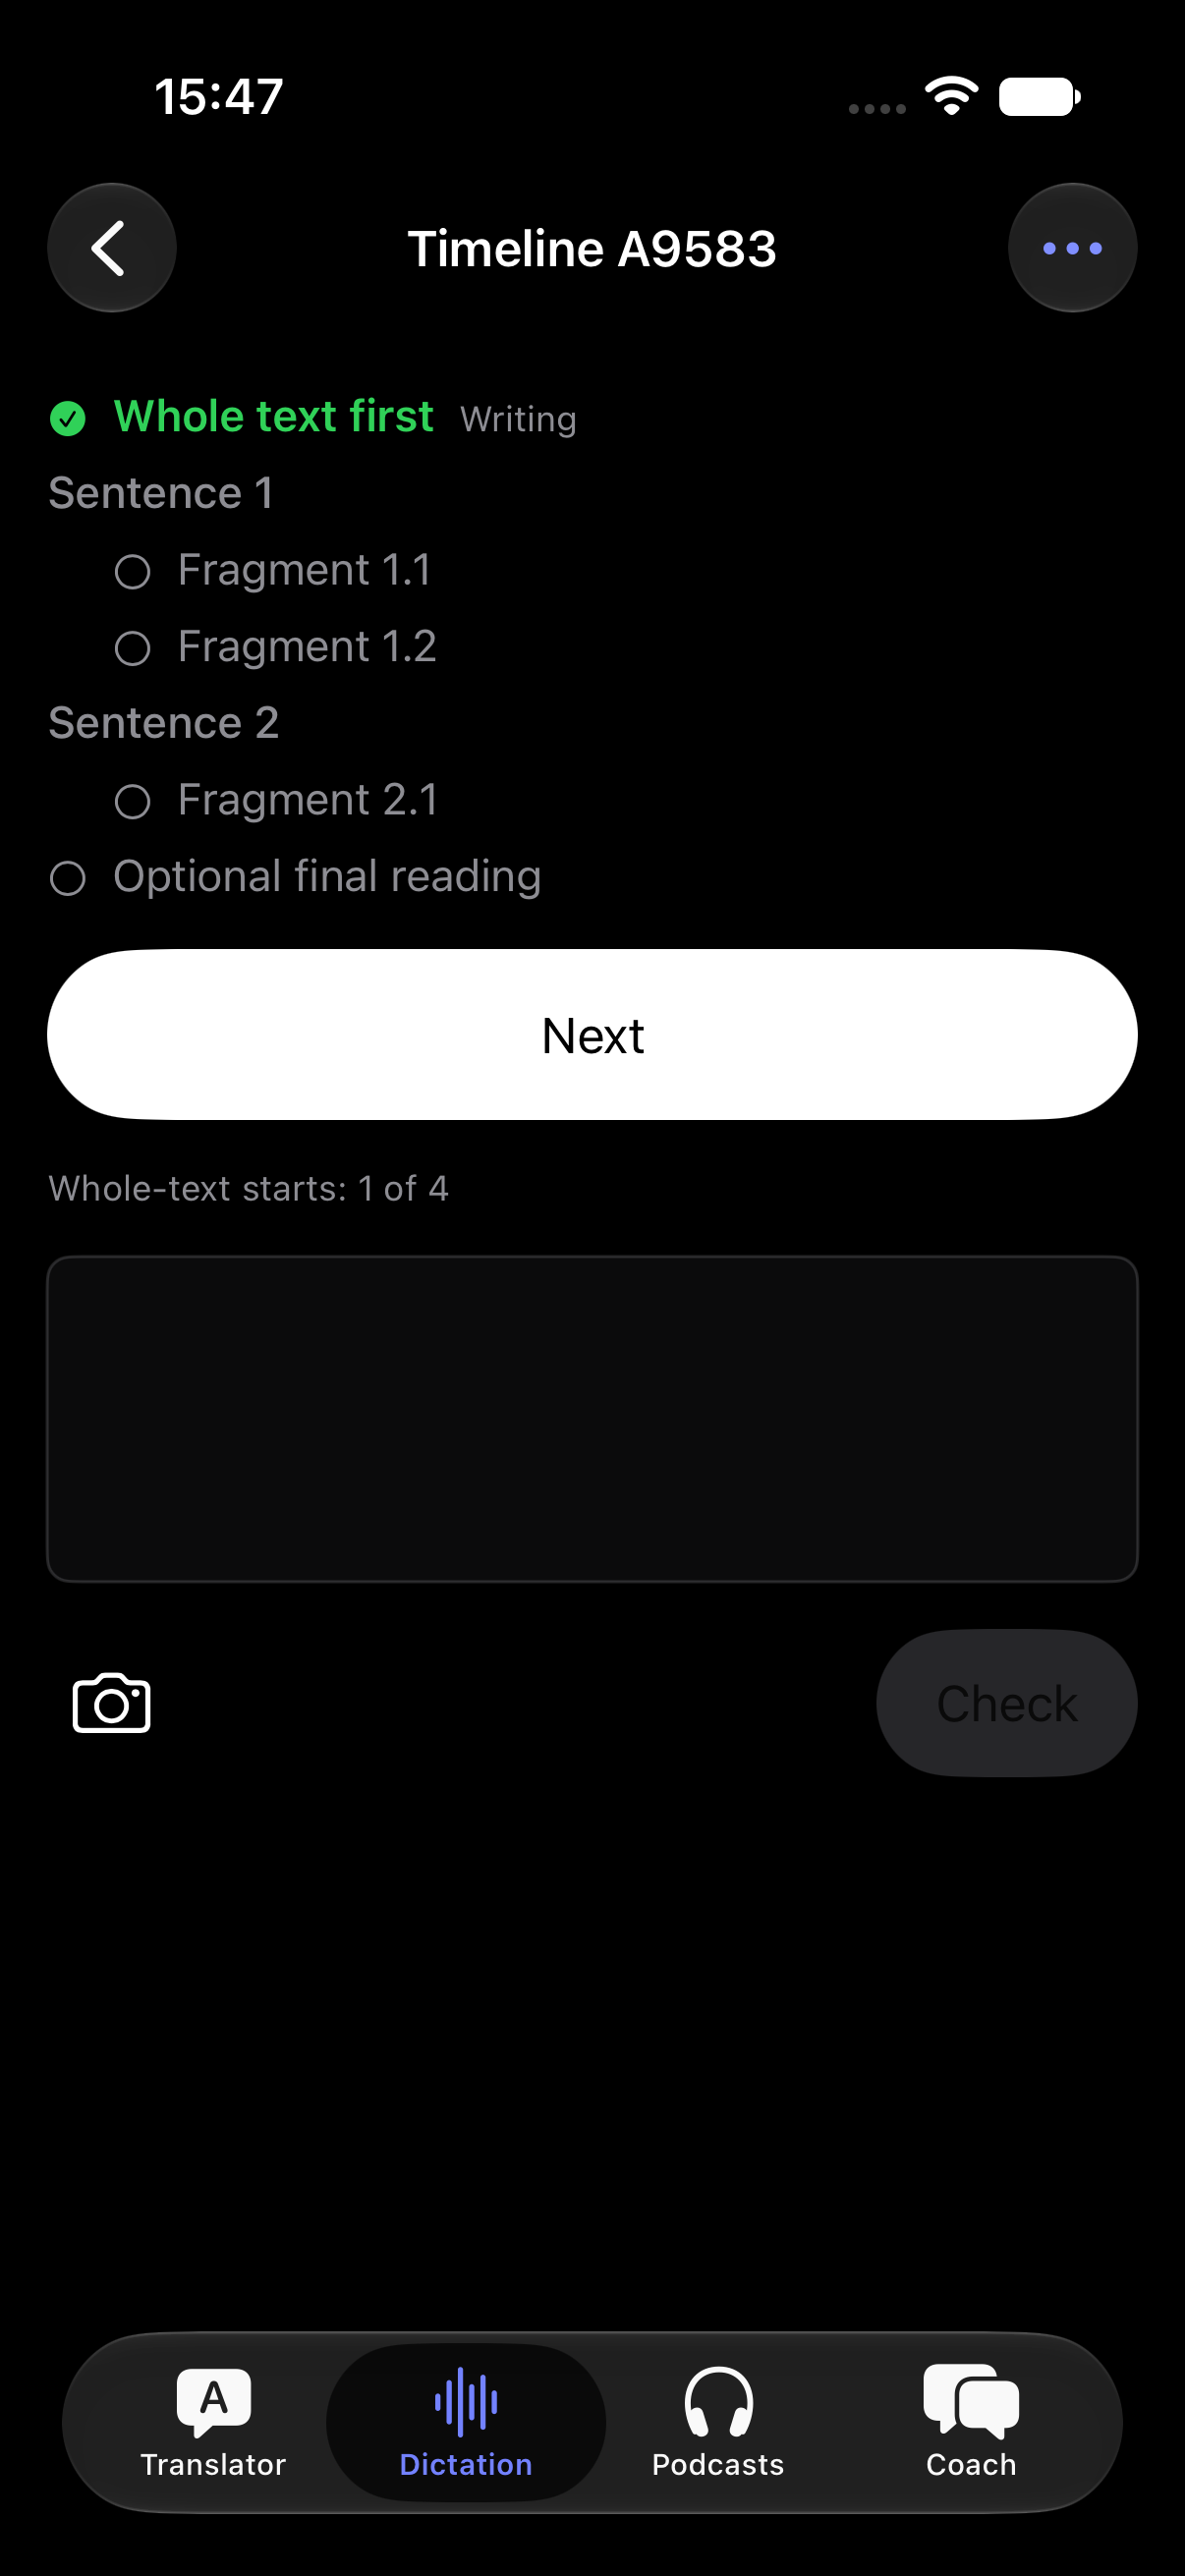 15:47
Timeline A9583
Whole text first Writing
Sentence 1
Fragment 1.1
Fragment 1.2
Sentence 2
Fragment 2.1
Optional final reading
Next
Whole-text starts: 1 of 4
Check
A
Translator Dictation Podcasts Coach